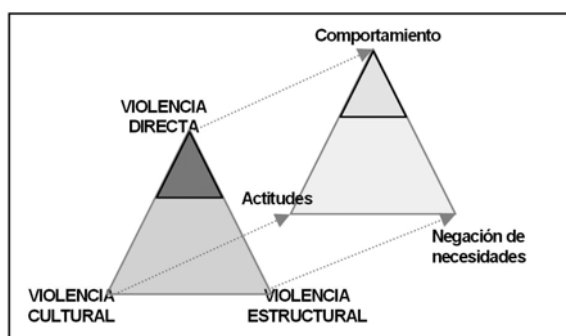 Comportamiento
VIOLENCIA
DIRECTA
Actitudes
Negación de
necesidades
VIOLENCIA
CULTURAL
VIOLENCIA
ESTRUCTURAL